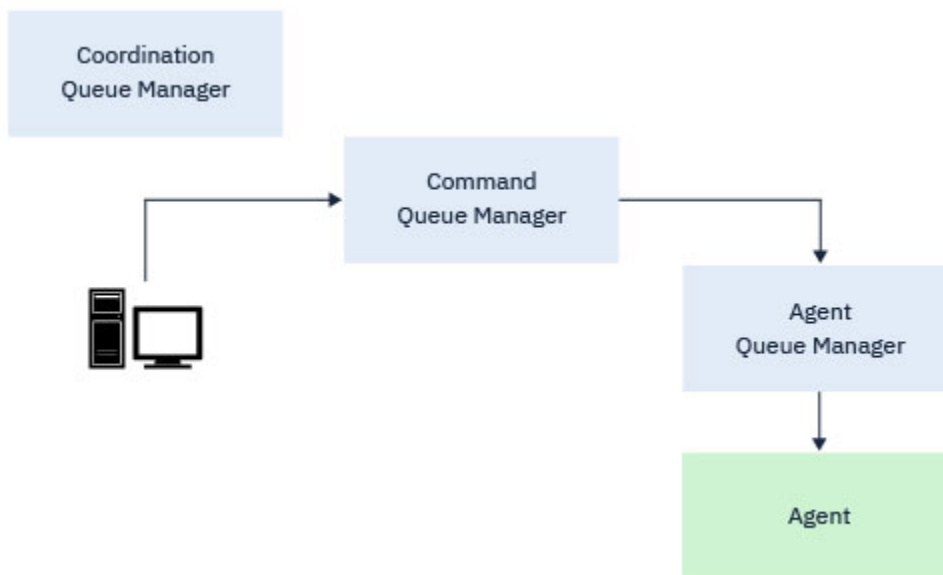 Coordination
Queue Manager
Command
Queue Manager
Agent
Queue Manager
Agent